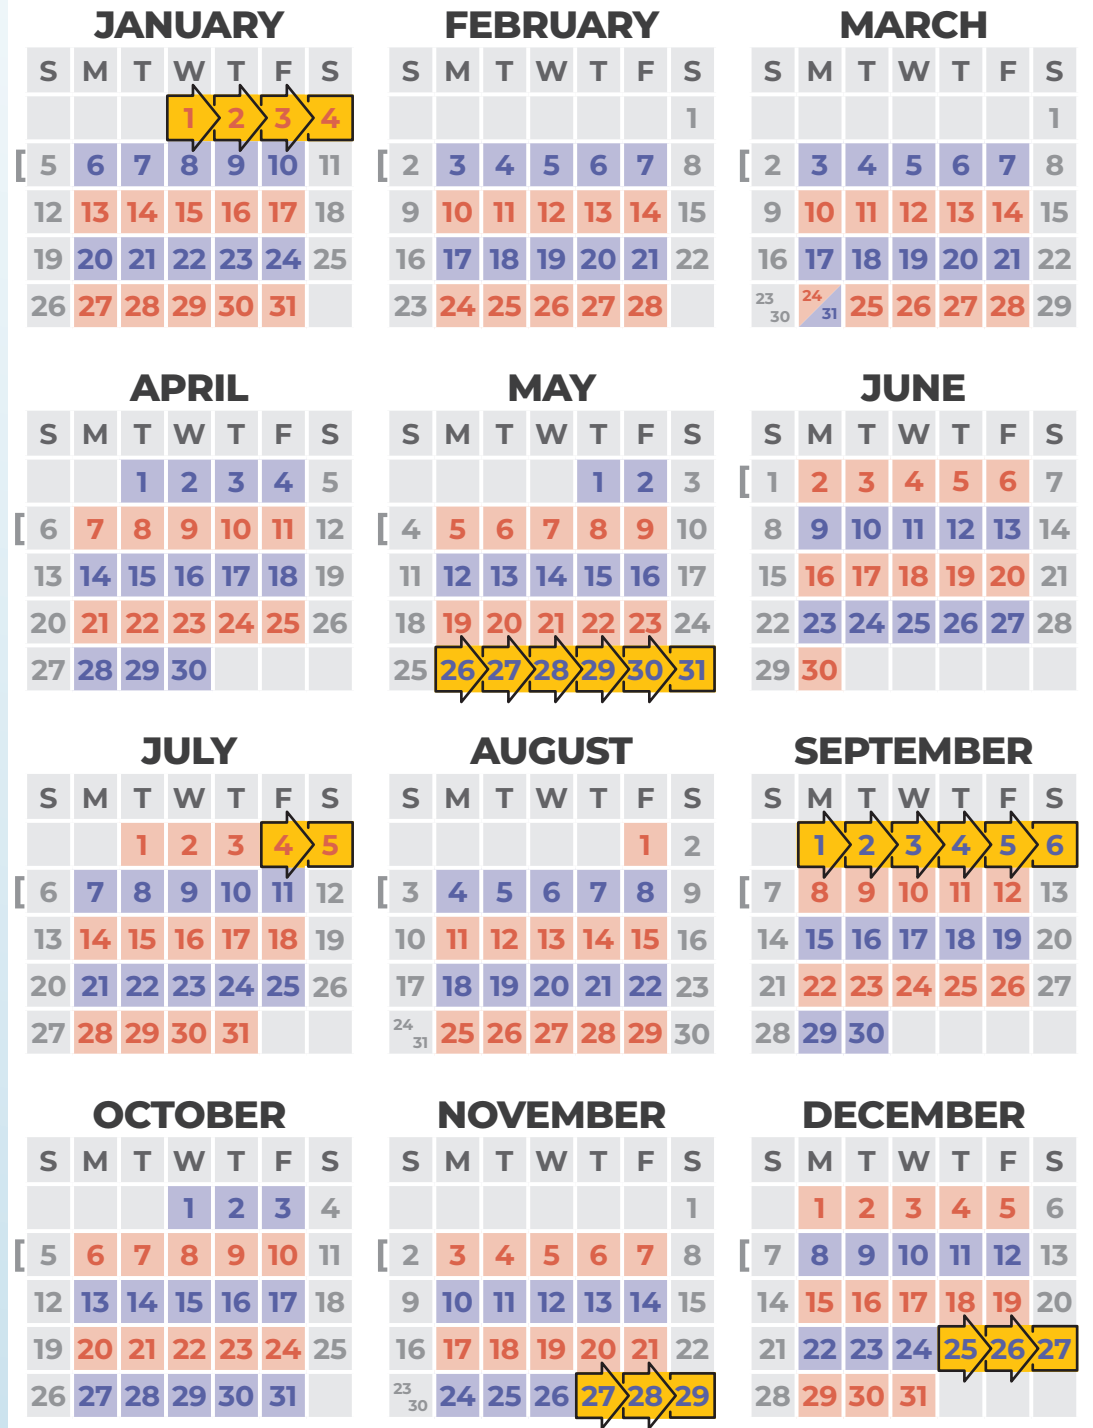 JANUARY FEBRUARY MARCH
S M T W T F S S M T W T F S S M T W T F S
1 2 3 4 1 1
[ 5 6 7 8 9 10 11 [ 2 3 4 5 6 7 8 [ 2 3 4 5 6 7 8
12 13 14 15 16 17 18 9 10 11 12 13 14 15 9 10 11 12 13 14 15
19 20 21 22 23 24 25 16 17 18 19 20 21 22 16 17 18 19 20 21 22
26 27 28 29 30 31 23 24 25 26 27 28 23 30 24 31 25 26 27 28 29
APRIL MAY JUNE
S M T W T F S S M T W T F S S M T W T F S
1 2 3 4 5 1 2 3 [ 1 2 3 4 5 6 7
[ 6 7 8 9 10 11 12 [ 4 5 6 7 8 9 10 8 9 10 11 12 13 14
13 14 15 16 17 18 19 11 12 13 14 15 16 17 15 16 17 18 19 20 21
20 21 22 23 24 25 26 18 19 20 21 22 23 24 22 23 24 25 26 27 28
27 28 29 30 25 26 27 28 29 30 31 29 30
JULY AUGUST SEPTEMBER
S M T W T F S S M T W T F S S M T W T F S
1 2 3 4 5 1 2 1 2 3 4 5 6
[ 6 7 8 9 10 11 12 [ 3 4 5 6 7 8 9 [ 7 8 9 10 11 12 13
13 14 15 16 17 18 19 10 11 12 13 14 15 16 14 15 16 17 18 19 20
20 21 22 23 24 25 26 17 18 19 20 21 22 23 21 22 23 24 25 26 27
27 28 29 30 31 24 31 25 26 27 28 29 30 28 29 30
OCTOBER NOVEMBER DECEMBER
S M T W T F S S M T W T F S S M T W T F S
1 2 3 4 1 1 2 3 4 5 6
[ 5 6 7 8 9 10 11 [ 2 3 4 5 6 7 8 [ 7 8 9 10 11 12 13
12 13 14 15 16 17 18 9 10 11 12 13 14 15 14 15 16 17 18 19 20
19 20 21 22 23 24 25 16 17 18 19 20 21 22 21 22 23 24 25 26 27
26 27 28 29 30 31 23 30 24 25 26 27 28 29 28 29 30 31